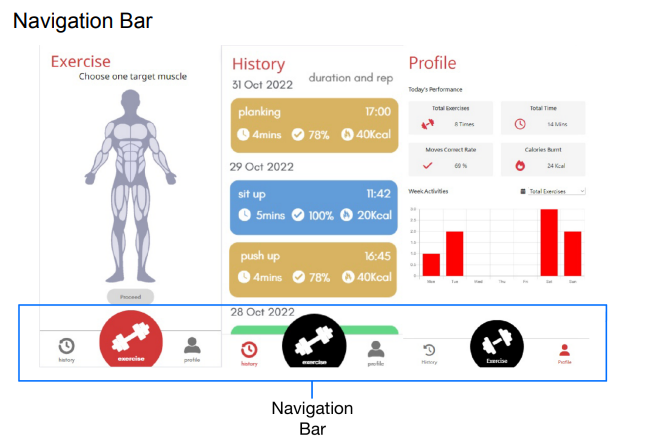 Navigation Bar
Exercise
Choose one target muscle
Proceed
history
exercise
profile
History
31 Oct 2022
duration and rep
plonking 17:00
4mins 78% 40Kcal
29 Oct 2022
sit up 11:42
5mins 100% 20Kcal
push up 16:45
4mins 78% 40Kcal
28 Oct 2022
history
exercise
profile
Profile
Today's Performance
Total Exercises
8 Times
Total Time
14 Mins
Moves Correct Rate
69 %
Calories Burnt
24 Kcal
Week Activities
Total Exercises
3.0
2.5
2.0
1.5
1.0
0.5
0
Mon Tue Wed Thu Fri Sat Sun
History
Exercise
Profile
Navigation
Bar